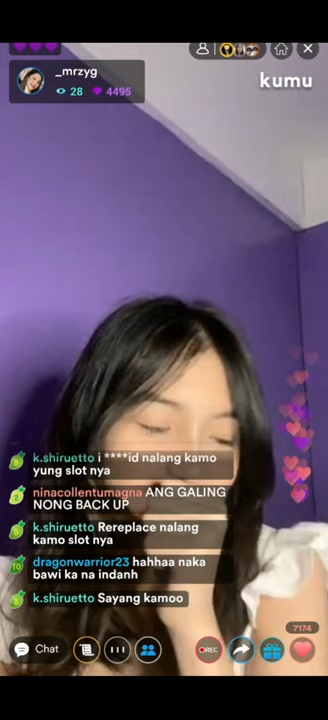 _mrzyg
28 4495
kumu
k.shiruetto i ****id nalang kamo
yung slot nya
ninacollentumagna ANG GALING
NONG BACK UP
k.shiruetto Rereplace nalang
kamo slot nya
dragonwarrior23 hahhaa naka
bawi ka na indanh
k.shiruetto Sayang kamoo
7174
Chat
REC